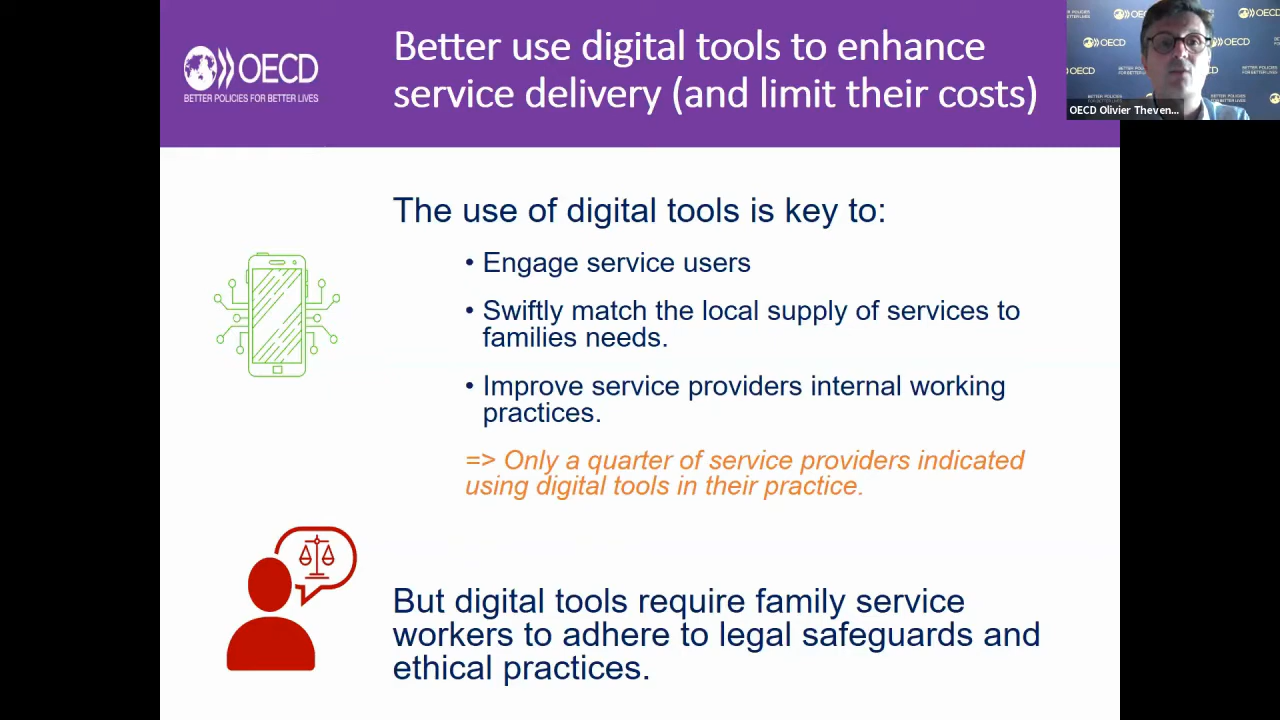 OECD
BETTER POLICIES FOR BETTER LIVES
Better use digital tools to enhance
service delivery (and limit their costs)
OECD Olivier Theven...
The use of digital tools is key to:
• Engage service users
• Swiftly match the local supply of services to
families needs.
• Improve service providers internal working
practices.
=> Only a quarter of service providers indicated
using digital tools in their practice.
But digital tools require family service
workers to adhere to legal safeguards and
ethical practices.